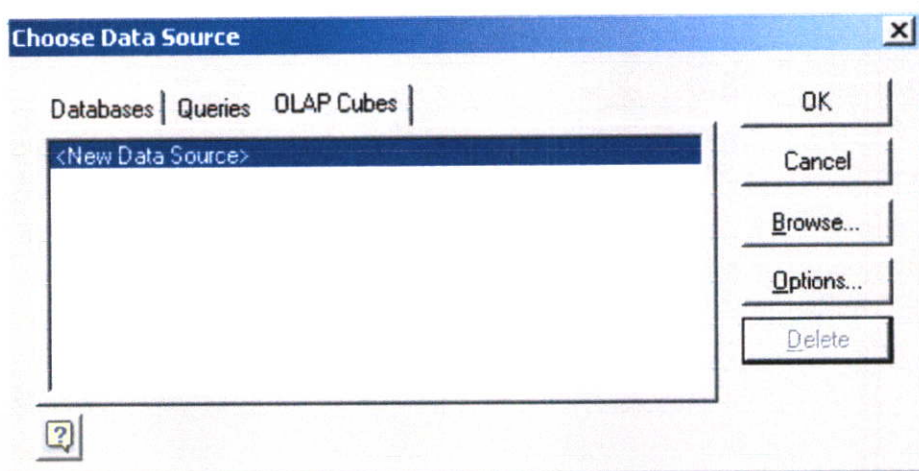 Choose Data Source
Databases Queries OLAP Cubes
<New Data Source>
OK
Cancel
Browse...
Options...
Delete
?